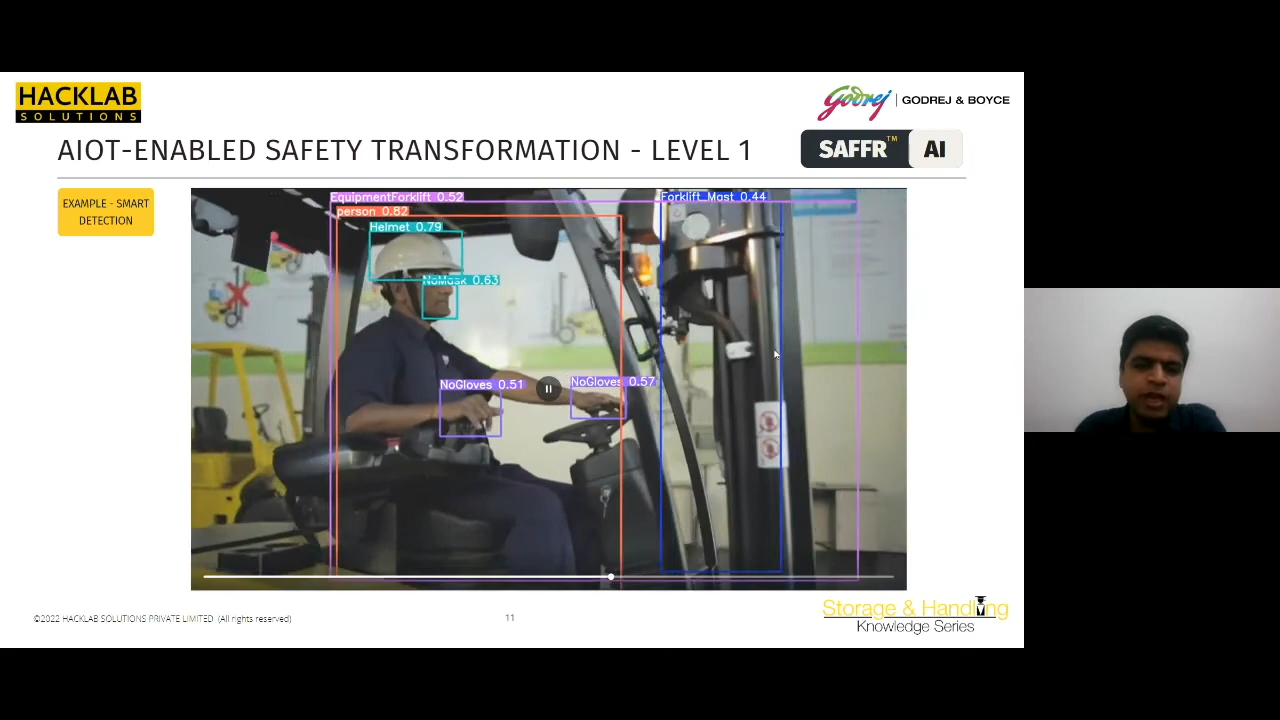 HACKLAB
SOLUTIONS
Godrej | GODREJ & BOYCE
AIOT-ENABLED SAFETY TRANSFORMATION - LEVEL 1
SAFFR™ AI
EXAMPLE - SMART
DETECTION
EquipmentForklift 0.52
Forklift_Mast 0.44
person 0.82
Helmet 0.79
NoMask 0.63
NoGloves 0.51
NoGloves 0.57
©2022 HACKLAB SOLUTIONS PRIVATE LIMITED (All rights reserved)
11
Storage & Handling
Knowledge Series